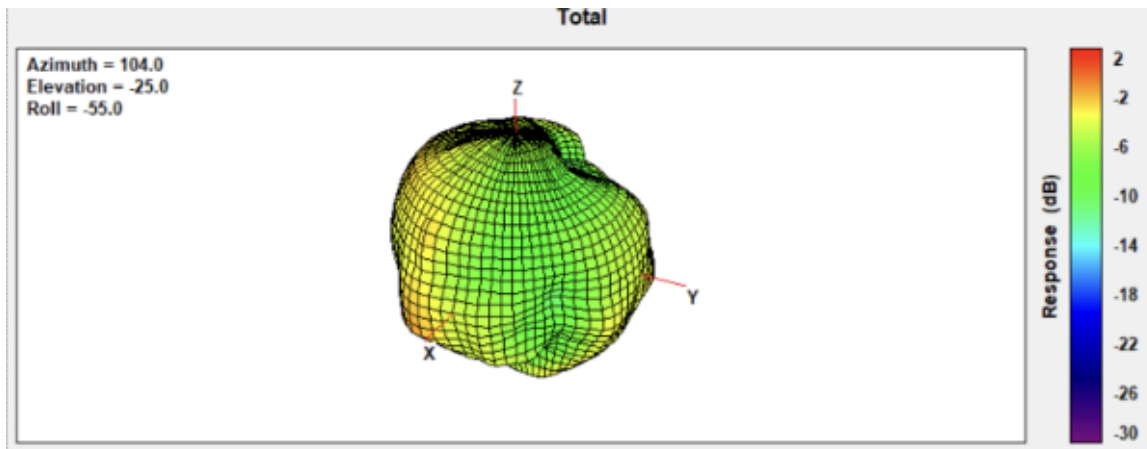 Total
Azimuth = 104.0
Elevation = -25.0
Roll = -55.0
Z
Y
X
Response (dB)
2
-2
-6
-10
-14
-18
-22
-26
-30